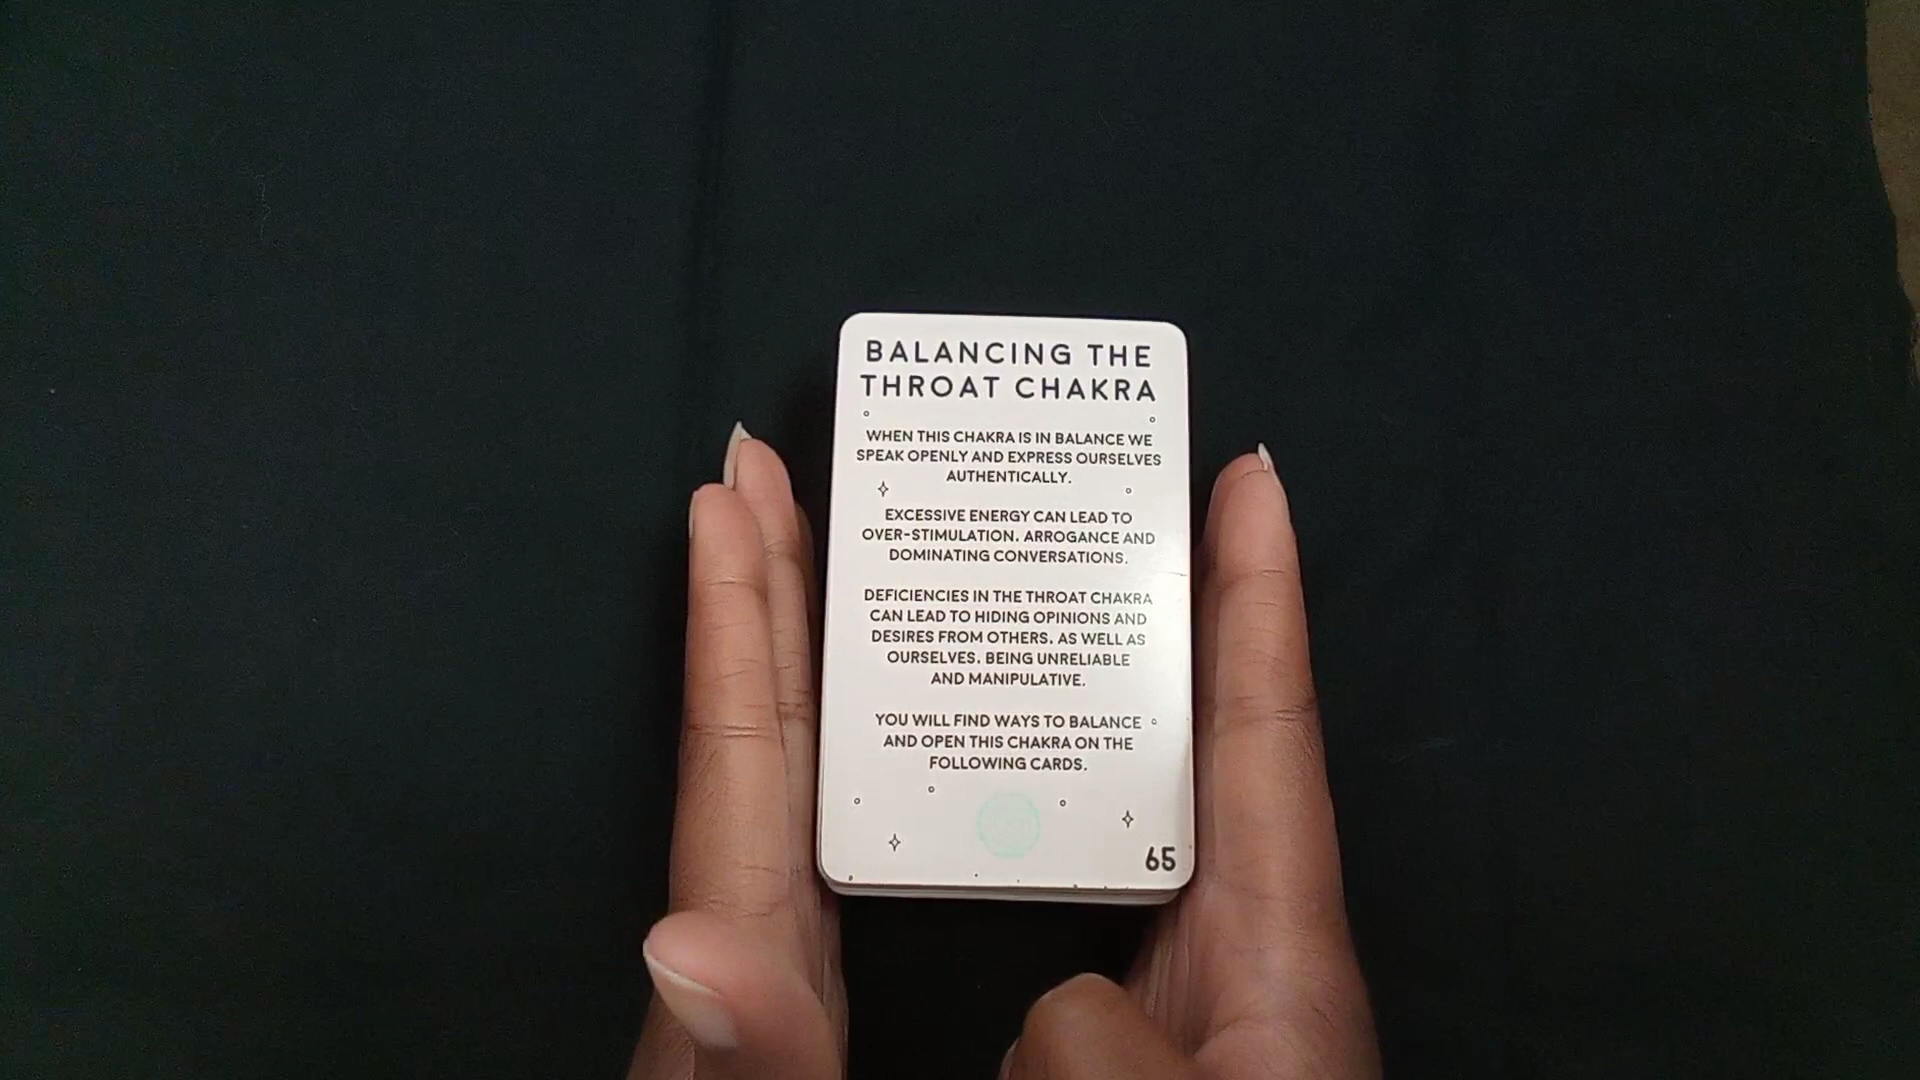 BALANCING THE
THROAT CHAKRA
WHEN THIS CHAKRA IS IN BALANCE WE
SPEAK OPENLY AND EXPRESS OURSELVES
AUTHENTICALLY.
EXCESSIVE ENERGY CAN LEAD TO
OVER-STIMULATION. ARROGANCE AND
DOMINATING CONVERSATIONS.
DEFICIENCIES IN THE THROAT CHAKRA
CAN LEAD TO HIDING OPINIONS AND
DESIRES FROM OTHERS. AS WELL AS
OURSELVES. BEING UNRELIABLE
AND MANIPULATIVE.
YOU WILL FIND WAYS TO BALANCE
AND OPEN THIS CHAKRA ON THE
FOLLOWING CARDS.
65